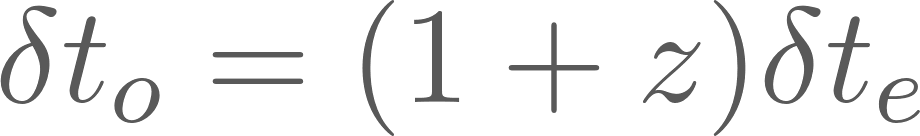 δt_o = (1 + z)δt_e